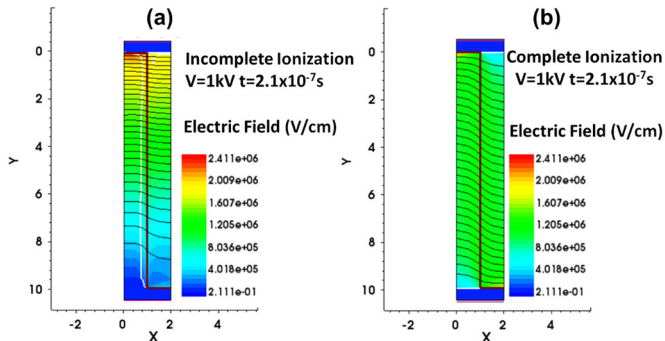 (a)
Incomplete Ionization
V=1kV t=2.1x10⁻⁷s
Electric Field (V/cm)
2.411e+06
2.009e+06
1.607e+06
1.205e+06
8.036e+05
4.018e+05
2.111e-01
0
2
4
6
8
10
Y
-2
0
2
4
X
(b)
Complete Ionization
V=1kV t=2.1x10⁻⁷s
Electric Field (V/cm)
2.411e+06
2.009e+06
1.607e+06
1.205e+06
8.036e+05
4.018e+05
2.111e-01
0
2
4
6
8
10
Y
-2
0
2
4
X